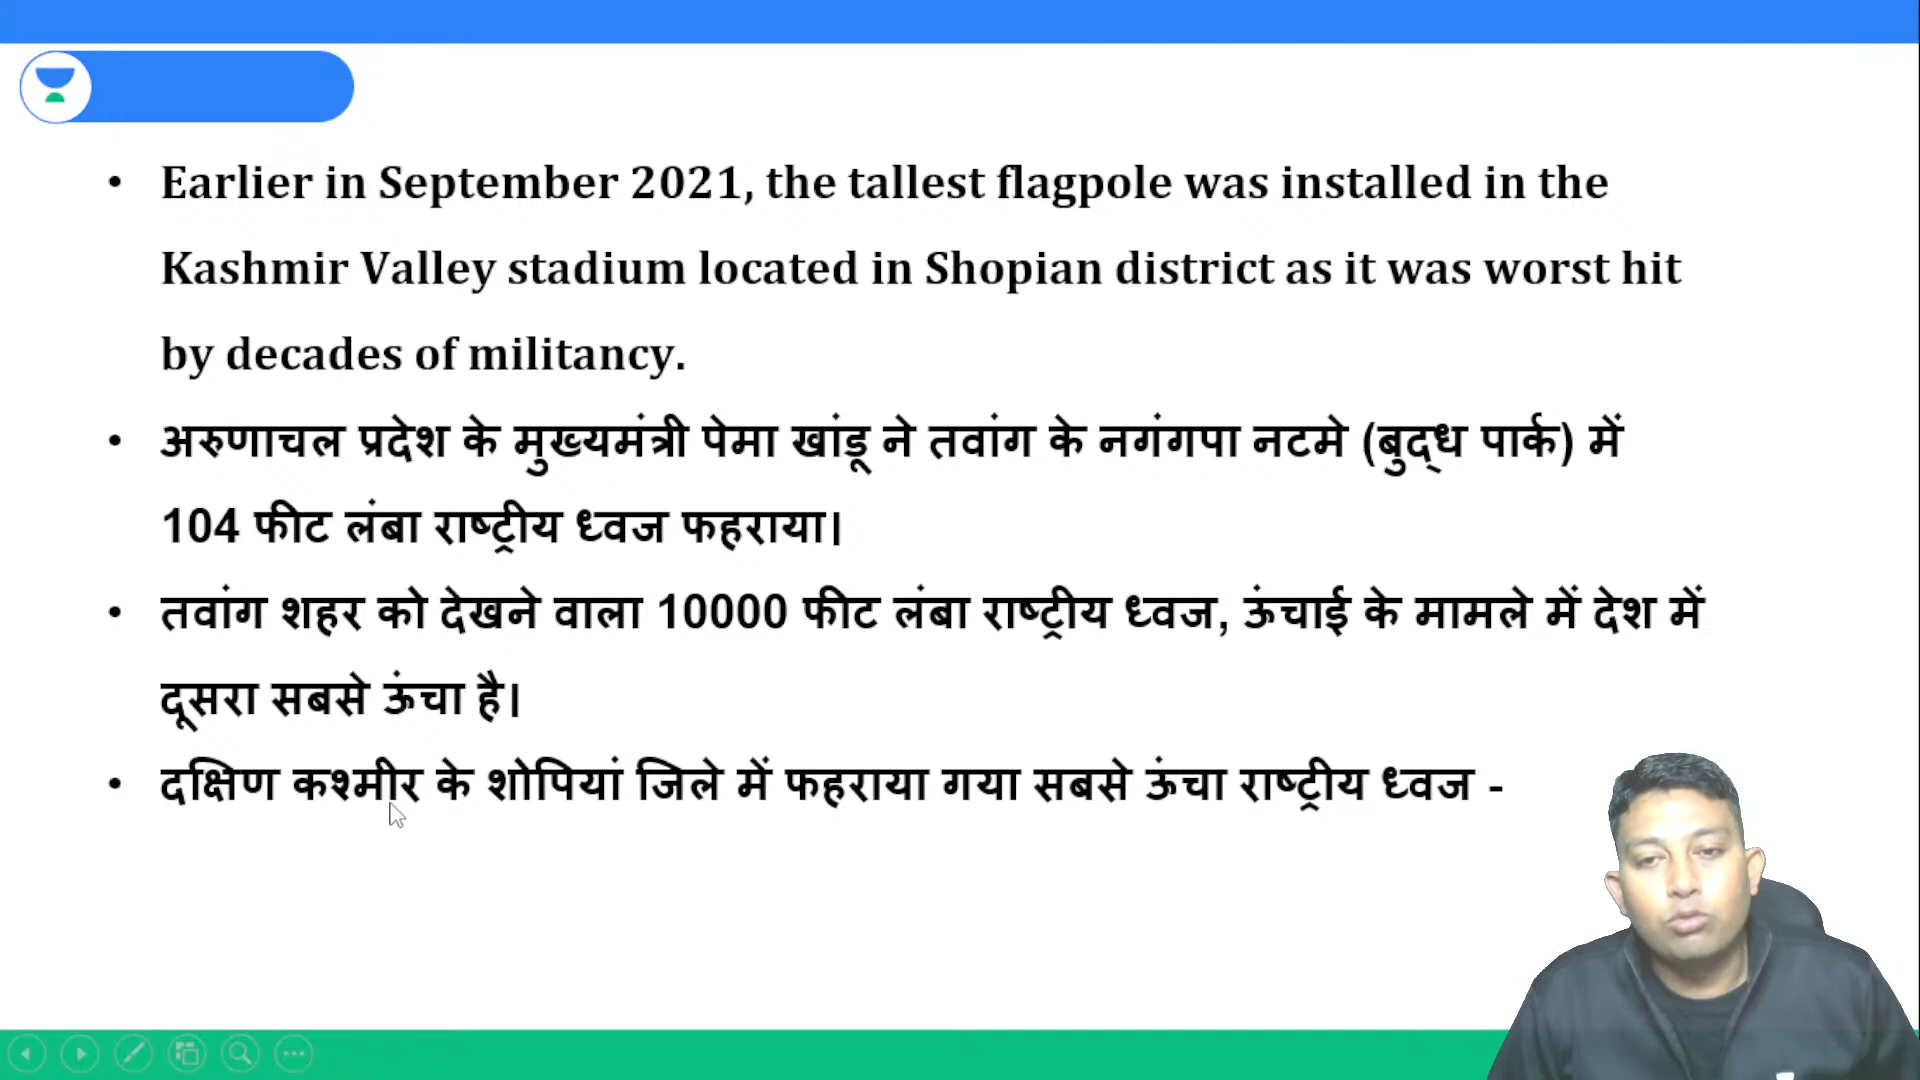 • Earlier in September 2021, the tallest flagpole was installed in the
Kashmir Valley stadium located in Shopian district as it was worst hit
by decades of militancy.
• अरुणाचल प्रदेश के मुख्यमंत्री पेमा खांडू ने तवांग के नगंगपा नटमे (बुद्ध पार्क) में
104 फीट लंबा राष्ट्रीय ध्वज फहराया।
• तवांग शहर को देखने वाला 10000 फीट लंबा राष्ट्रीय ध्वज, ऊंचाई के मामले में देश में
दूसरा सबसे ऊंचा है।
• दक्षिण कश्मीर के शोपियां जिले में फहराया गया सबसे ऊंचा राष्ट्रीय ध्वज -